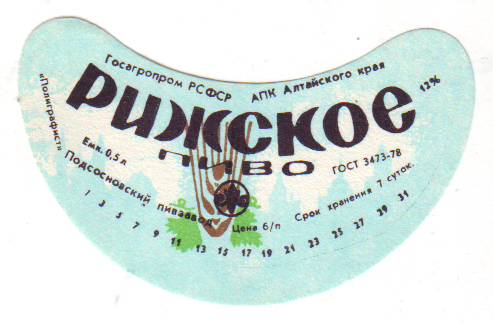 Госагропром РСФСР АПК Алтайского края
«Полиграфист»
РИЖСКОЕ 12%
ПИВО
Емк. 0,5 л
ГОСТ 3473-78
Подсосновский пивзавод Цена б/п Срок хранения 7 суток.
1 3 5 7 9 11 13 15 17 19 21 23 25 27 29 31